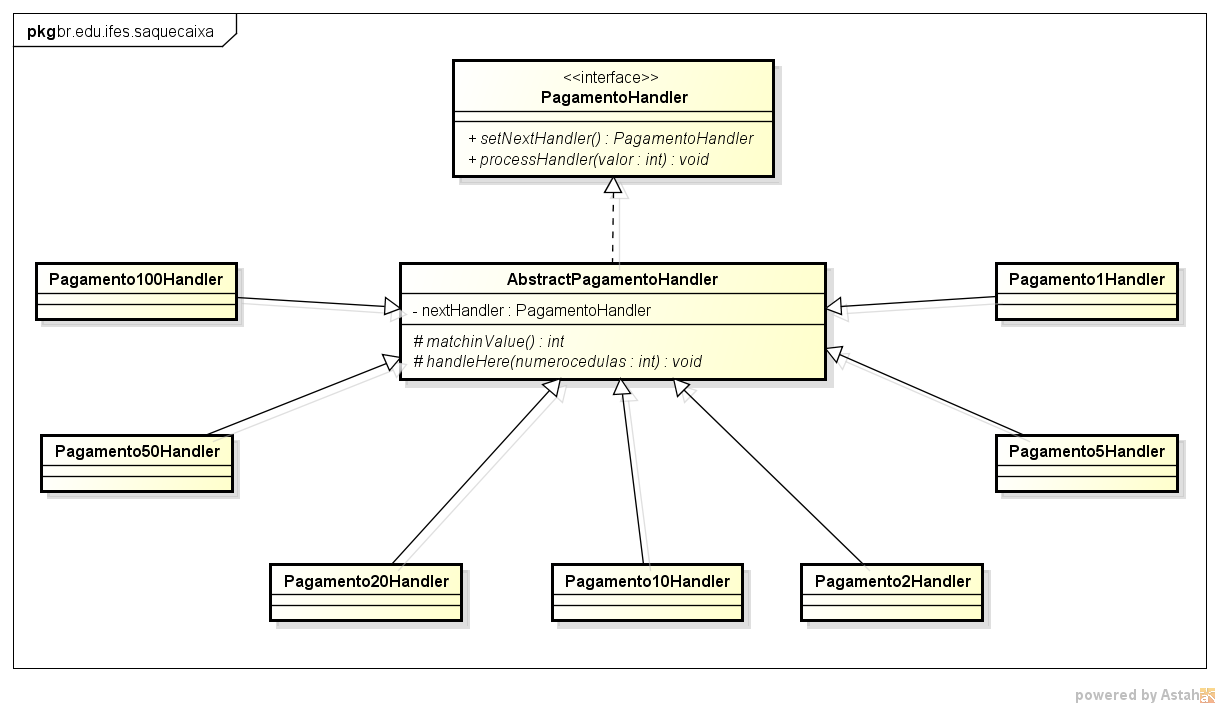 pkgbr.edu.ifes.saquecaixa
<<interface>>
PagamentoHandler
+ setNextHandler() : PagamentoHandler
+ processHandler(valor : int) : void
Pagamento100Handler
AbstractPagamentoHandler
- nextHandler : PagamentoHandler
# matchinValue() : int
# handleHere(numerocedulas : int) : void
Pagamento1Handler
Pagamento50Handler
Pagamento5Handler
Pagamento20Handler
Pagamento10Handler
Pagamento2Handler
powered by Astah